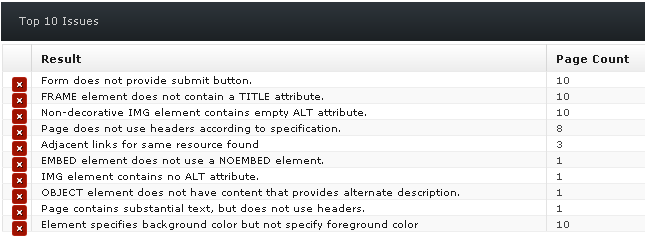 Top 10 Issues
Result Page Count
Form does not provide submit button. 10
FRAME element does not contain a TITLE attribute. 10
Non-decorative IMG element contains empty ALT attribute. 10
Page does not use headers according to specification. 8
Adjacent links for same resource found 3
EMBED element does not use a NOEMBED element. 1
IMG element contains no ALT attribute. 1
OBJECT element does not have content that provides alternate description. 1
Page contains substantial text, but does not use headers. 1
Element specifies background color but not specify foreground color 10